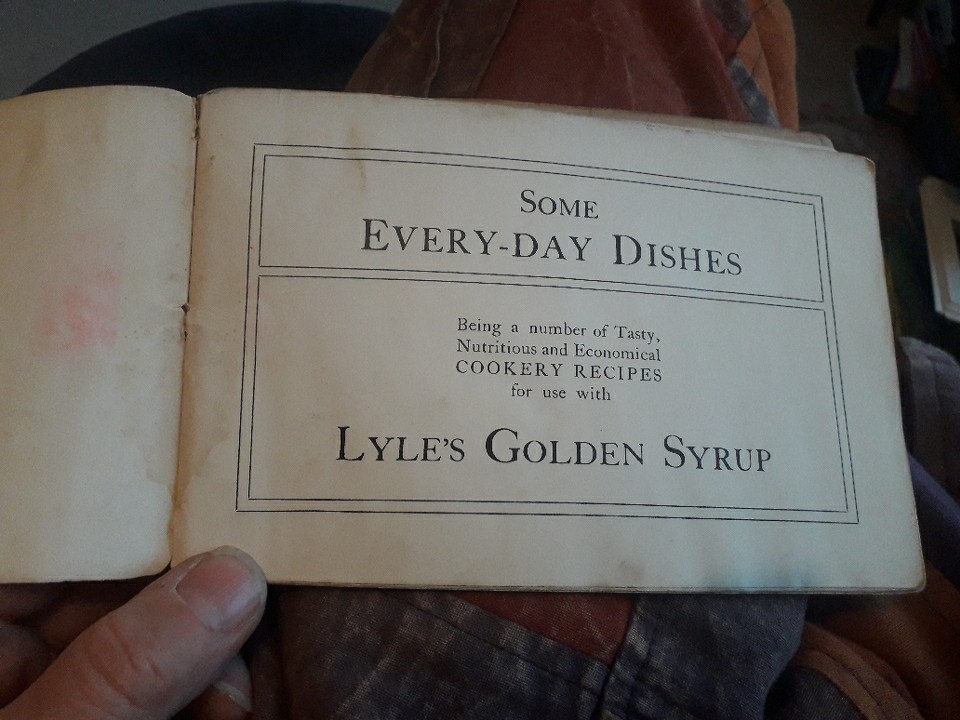 Some
Every-day Dishes
Being a number of Tasty,
Nutritious and Economical
COOKERY RECIPES
for use with
Lyle's Golden Syrup